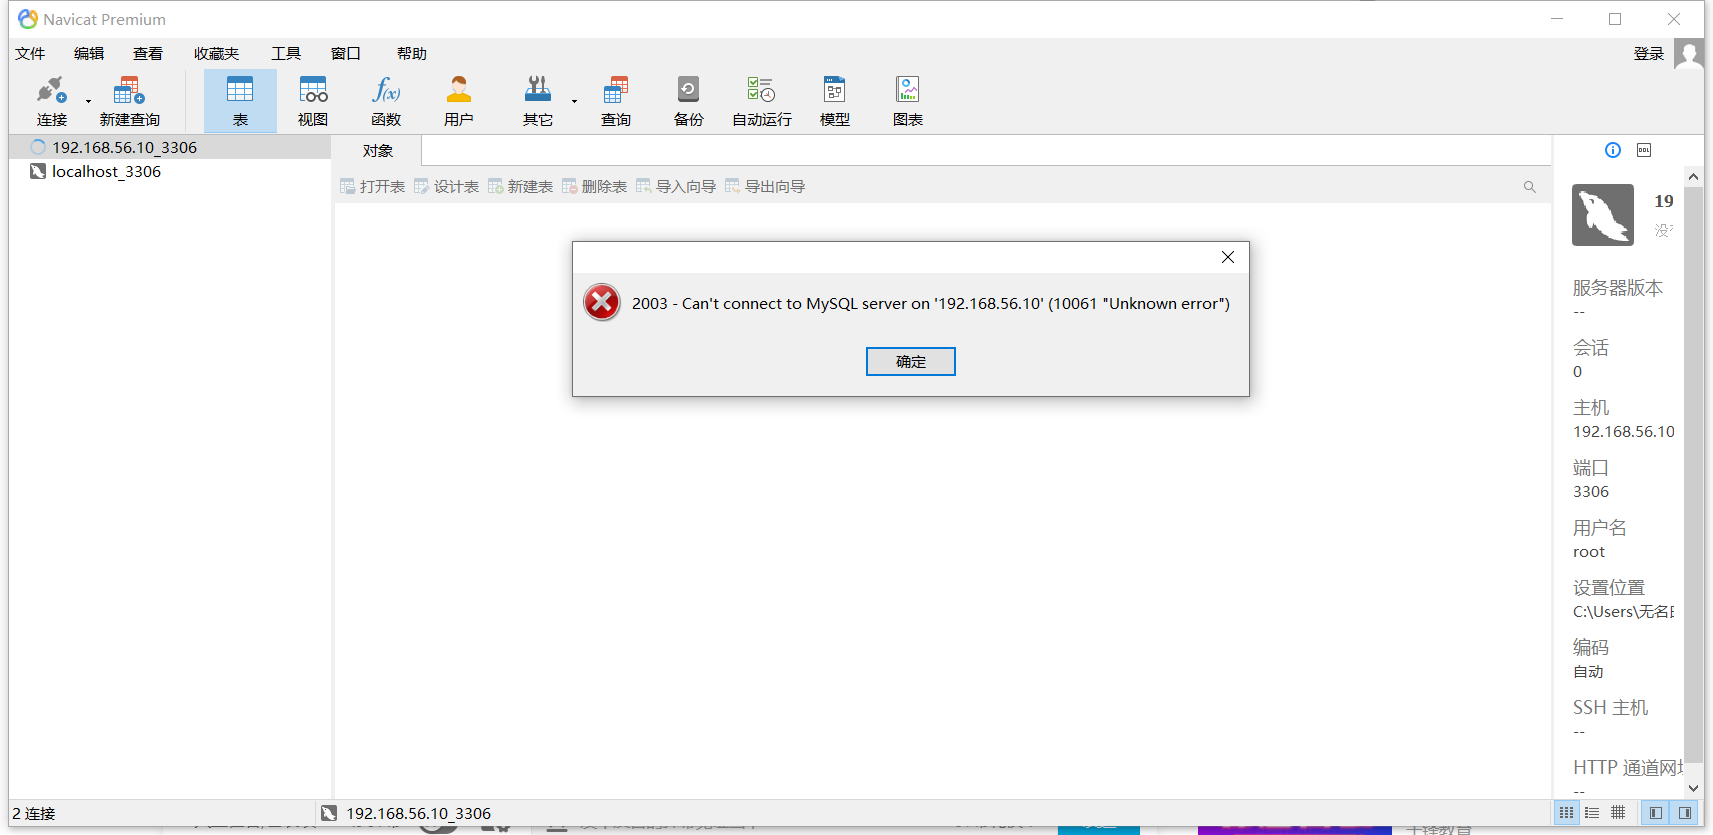 Navicat Premium
文件 编辑 查看 收藏夹 工具 窗口 帮助 登录
连接 新建查询 表 视图 函数 用户 其它 查询 备份 自动运行 模型 图表
192.168.56.10_3306
localhost_3306
对象
打开表 设计表 新建表 删除表 导入向导 导出向导
2003 - Can't connect to MySQL server on '192.168.56.10' (10061 "Unknown error")
确定
19
服务器版本
--
会话
0
主机
192.168.56.10
端口
3306
用户名
root
设置位置
C:\Users\无名
编码
自动
SSH 主机
--
HTTP 通道网
--
2 连接
192.168.56.10_3306